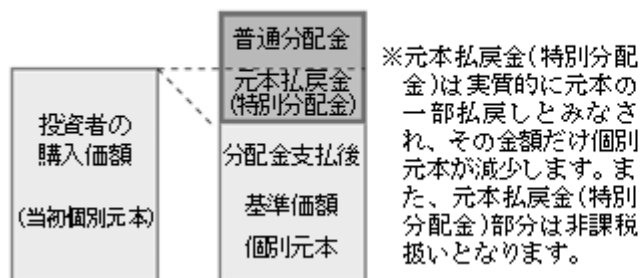 普通分配金
元本払戻金
(特別分配金)
投資者の
購入価額
(当初個別元本)
分配金支払後
基準価額
個別元本
※元本払戻金(特別分配
金)は実質的に元本の
一部払戻しとみなさ
れ、その金額だけ個別
元本が減少します。ま
た、元本払戻金(特別
分配金)部分は非課税
扱いとなります。